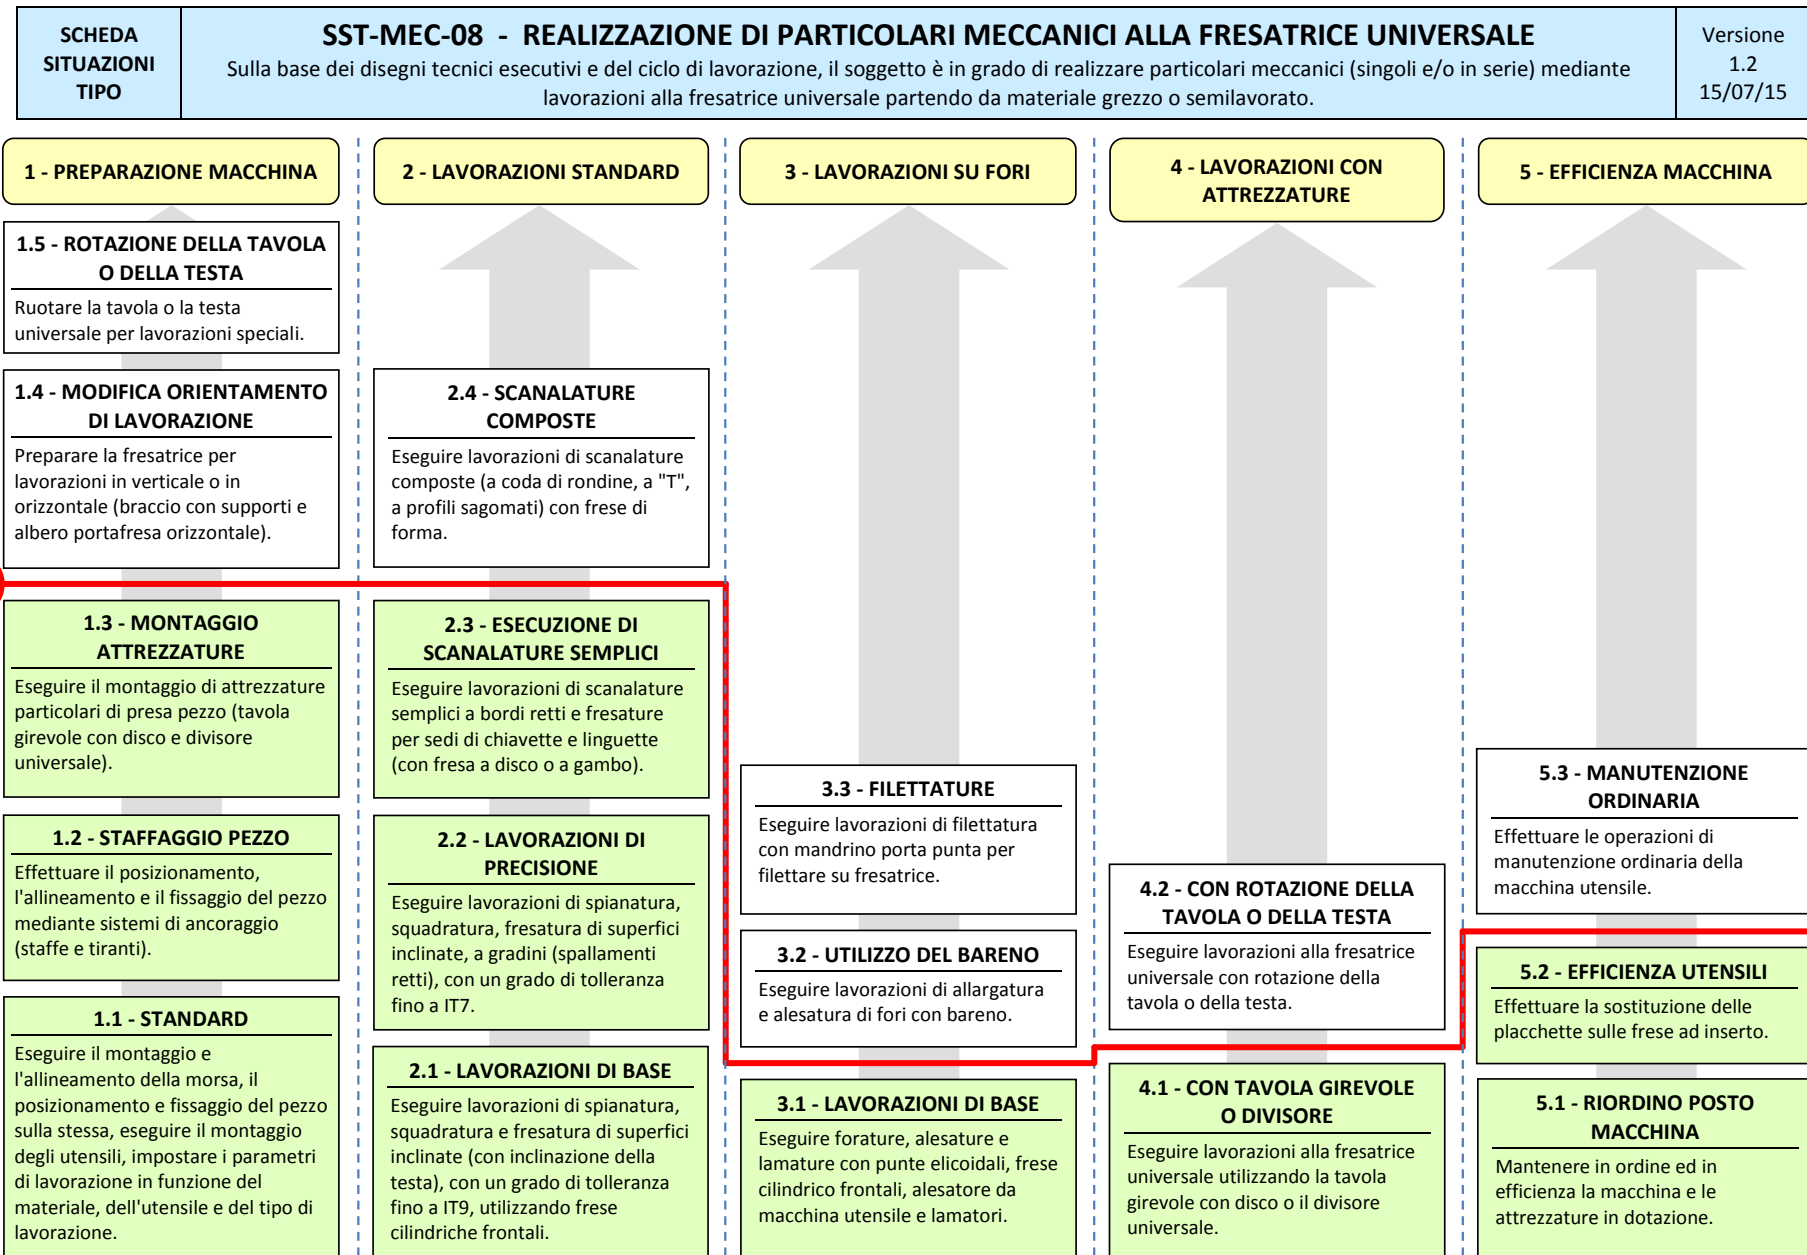 SCHEDA
SITUAZIONI
TIPO
SST-MEC-08 - REALIZZAZIONE DI PARTICOLARI MECCANICI ALLA FRESATRICE UNIVERSALE
Sulla base dei disegni tecnici esecutivi e del ciclo di lavorazione, il soggetto è in grado di realizzare particolari meccanici (singoli e/o in serie) mediante
lavorazioni alla fresatrice universale partendo da materiale grezzo o semilavorato.
Versione
1.2
15/07/15
1 - PREPARAZIONE MACCHINA
1.5 - ROTAZIONE DELLA TAVOLA
O DELLA TESTA
Ruotare la tavola o la testa
universale per lavorazioni speciali.
1.4 - MODIFICA ORIENTAMENTO
DI LAVORAZIONE
Preparare la fresatrice per
lavorazioni in verticale o in
orizzontale (braccio con supporti e
albero portafresa orizzontale).
1.3 - MONTAGGIO
ATTREZZATURE
Eseguire il montaggio di attrezzature
particolari di presa pezzo (tavola
girevole con disco e divisore
universale).
1.2 - STAFFAGGIO PEZZO
Effettuare il posizionamento,
l'allineamento e il fissaggio del pezzo
mediante sistemi di ancoraggio
(staffe e tiranti).
1.1 - STANDARD
Eseguire il montaggio e
l'allineamento della morsa, il
posizionamento e fissaggio del pezzo
sulla stessa, eseguire il montaggio
degli utensili, impostare i parametri
di lavorazione in funzione del
materiale, dell'utensile e del tipo di
lavorazione.
2 - LAVORAZIONI STANDARD
2.4 - SCANALATURE
COMPOSTE
Eseguire lavorazioni di scanalature
composte (a coda di rondine, a "T",
a profili sagomati) con frese di
forma.
2.3 - ESECUZIONE DI
SCANALATURE SEMPLICI
Eseguire lavorazioni di scanalature
semplici a bordi retti e fresature
per sedi di chiavette e linguette
(con fresa a disco o a gambo).
2.2 - LAVORAZIONI DI
PRECISIONE
Eseguire lavorazioni di spianatura,
squadratura, fresatura di superfici
inclinate, a gradini (spallamenti
retti), con un grado di tolleranza
fino a IT7.
2.1 - LAVORAZIONI DI BASE
Eseguire lavorazioni di spianatura,
squadratura e fresatura di superfici
inclinate (con inclinazione della
testa), con un grado di tolleranza
fino a IT9, utilizzando frese
cilindriche frontali.
3 - LAVORAZIONI SU FORI
3.3 - FILETTATURE
Eseguire lavorazioni di filettatura
con mandrino porta punta per
filettare su fresatrice.
3.2 - UTILIZZO DEL BARENO
Eseguire lavorazioni di allargatura
e alesatura di fori con bareno.
3.1 - LAVORAZIONI DI BASE
Eseguire forature, alesature e
lamature con punte elicoidali, frese
cilindrico frontali, alesatore da
macchina utensile e lamatori.
4 - LAVORAZIONI CON
ATTREZZATURE
4.2 - CON ROTAZIONE DELLA
TAVOLA O DELLA TESTA
Eseguire lavorazioni alla fresatrice
universale con rotazione della
tavola o della testa.
4.1 - CON TAVOLA GIREVOLE
O DIVISORE
Eseguire lavorazioni alla fresatrice
universale utilizzando la tavola
girevole con disco o il divisore
universale.
5 - EFFICIENZA MACCHINA
5.3 - MANUTENZIONE
ORDINARIA
Effettuare le operazioni di
manutenzione ordinaria della
macchina utensile.
5.2 - EFFICIENZA UTENSILI
Effettuare la sostituzione delle
placchette sulle frese ad inserto.
5.1 - RIORDINO POSTO
MACCHINA
Mantenere in ordine ed in
efficienza la macchina e le
attrezzature in dotazione.